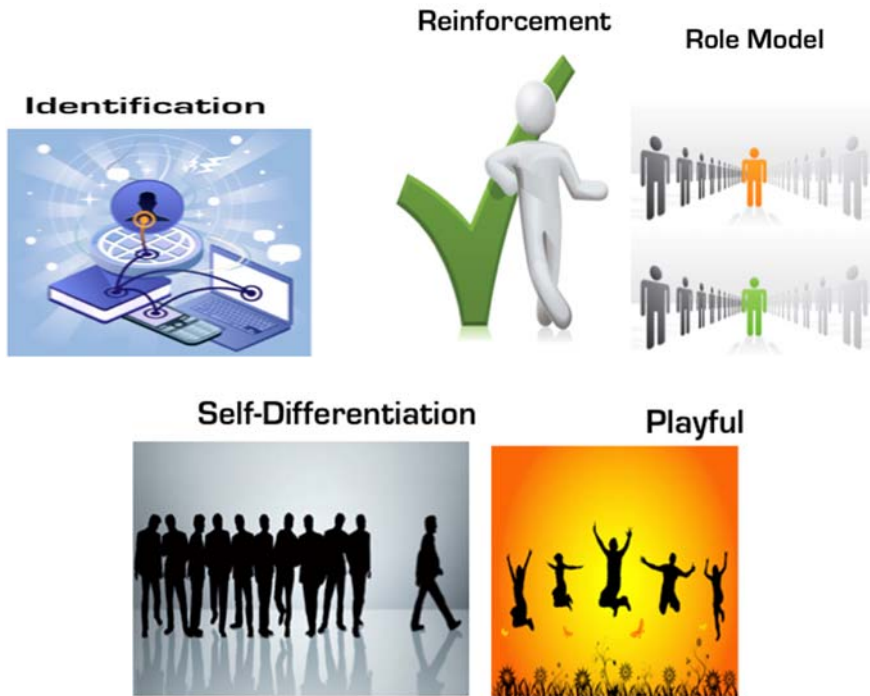 Reinforcement
Role Model
Identification
Self-Differentiation
Playful